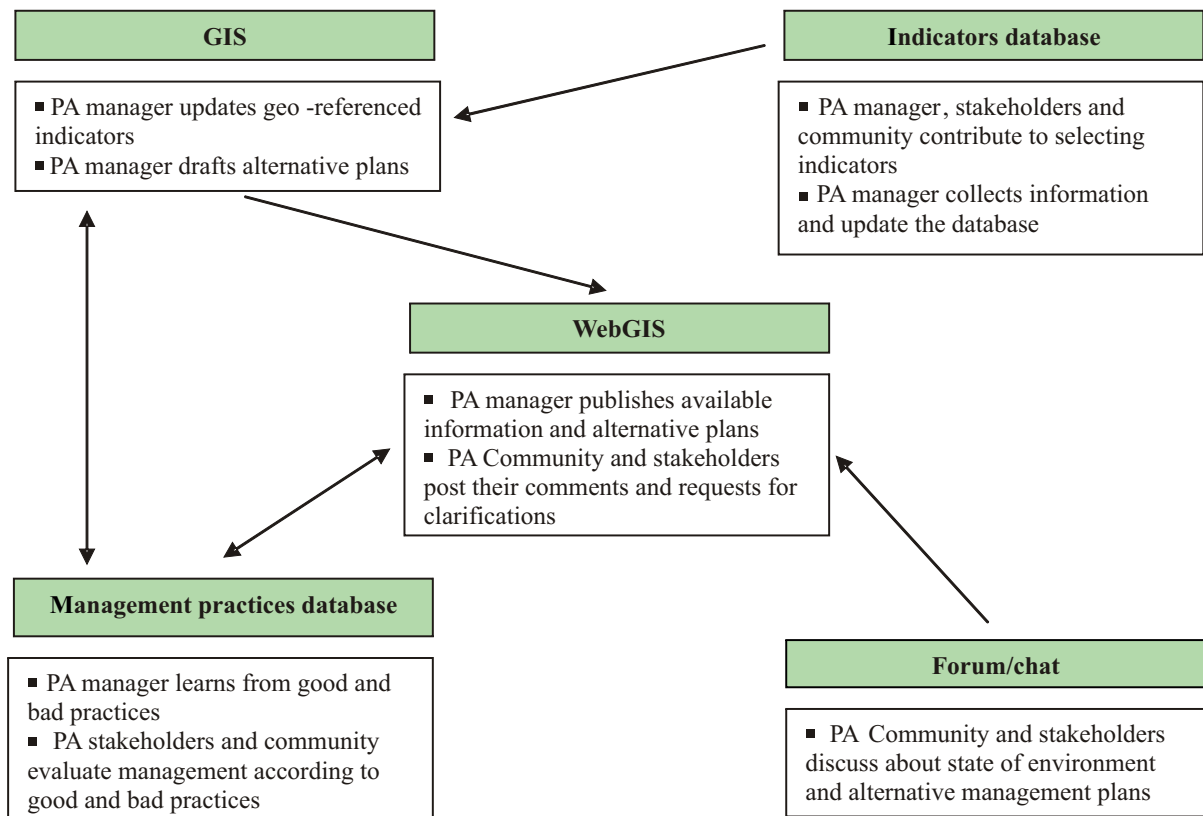 GIS
■ PA manager updates geo -referenced
indicators
■ PA manager drafts alternative plans
Indicators database
■ PA manager, stakeholders and
community contribute to selecting
indicators
■ PA manager collects information
and update the database
WebGIS
■ PA manager publishes available
information and alternative plans
■ PA Community and stakeholders
post their comments and requests for
clarifications
Management practices database
■ PA manager learns from good and
bad practices
■ PA stakeholders and community
evaluate management according to
good and bad practices
Forum/chat
■ PA Community and stakeholders
discuss about state of environment
and alternative management plans